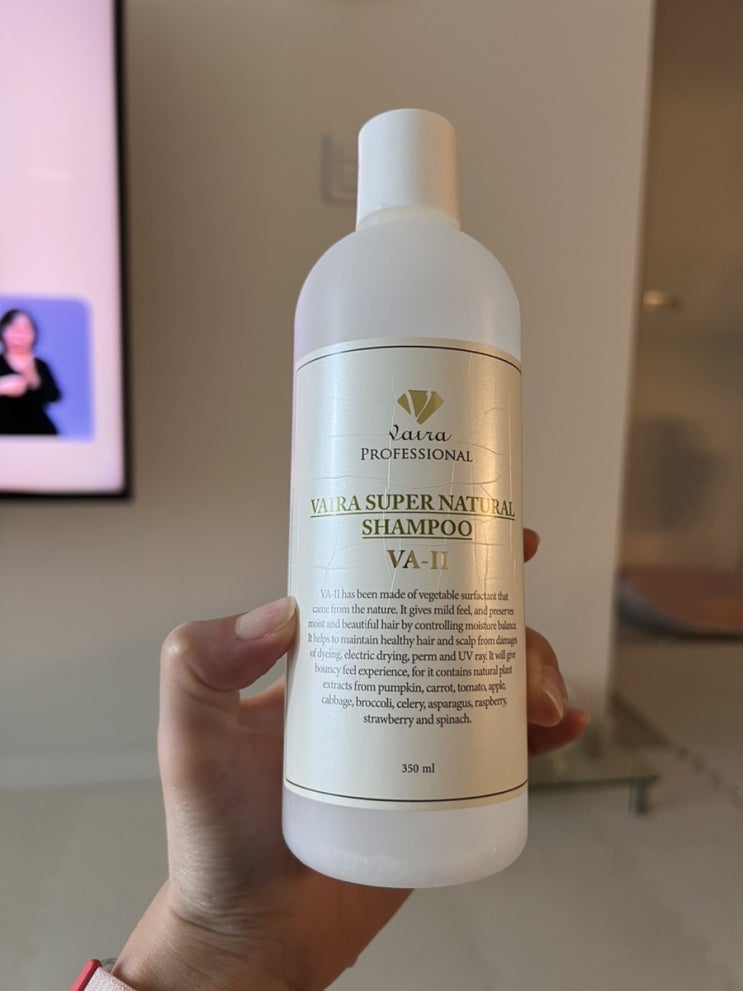 Vaira
PROFESSIONAL
VAIRA SUPER NATURAL
SHAMPOO
VA-II
VA-II has been made of vegetable surfactant that
came from the nature. It gives mild feel, and preserves
moist and beautiful hair by controlling moisture balance.
It helps to maintain healthy hair and scalp from damages
of dyeing, electric drying, perm and UV ray. It will give
bouncy feel experience, for it contains natural plant
extracts from pumpkin, carrot, tomato, apple,
cabbage, broccoli, celery, asparagus, raspberry,
strawberry and spinach.
350 ml